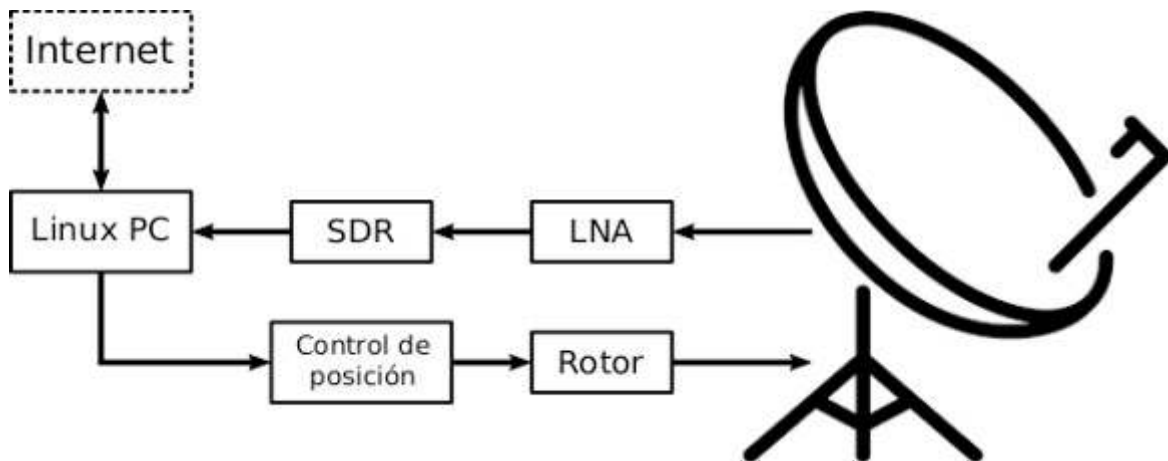 Internet
Linux PC
SDR
LNA
Control de
posición
Rotor